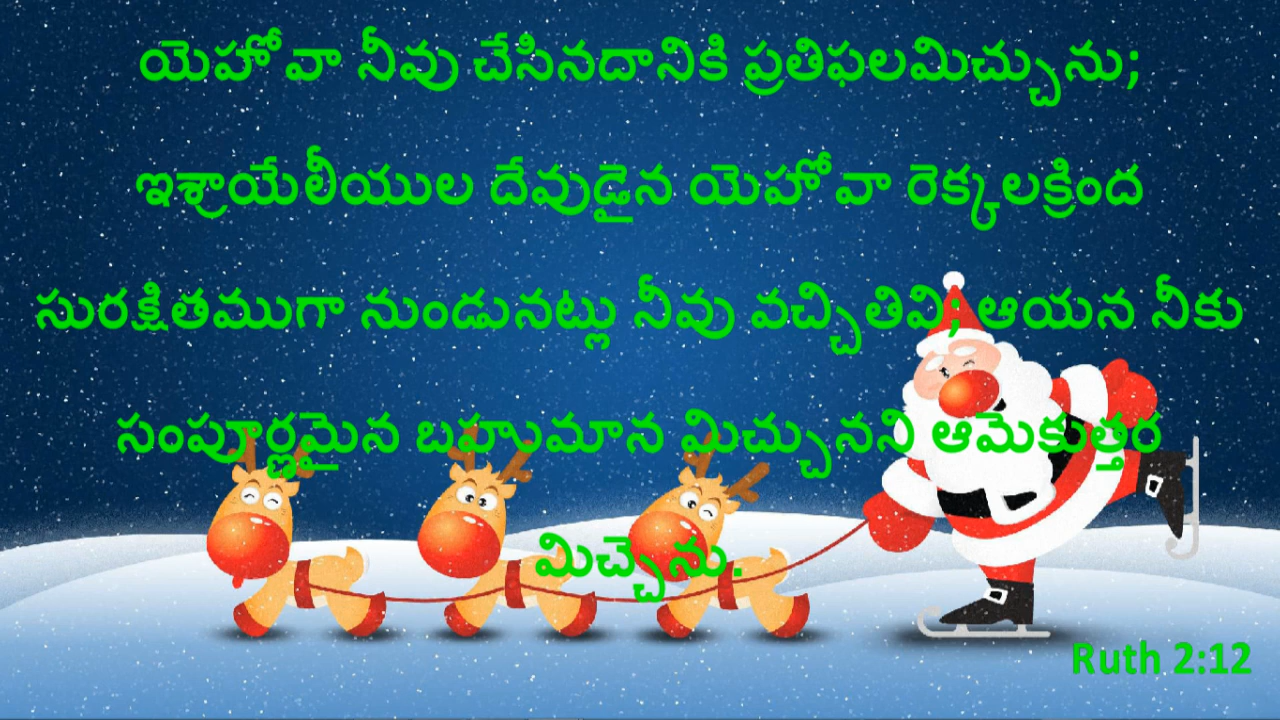 యెహోవా నీవు చేసినదానికి ప్రతిఫలమిచ్చును;
ఇశ్రాయేలీయుల దేవుడైన యెహోవా రెక్కలక్రింద
సురక్షితముగా నుండునట్లు నీవు వచ్చితివి; ఆయన నీకు
సంపూర్ణమైన బహుమాన మిచ్చునని ఆమెకుత్తర
మిచ్చెను.
Ruth 2:12